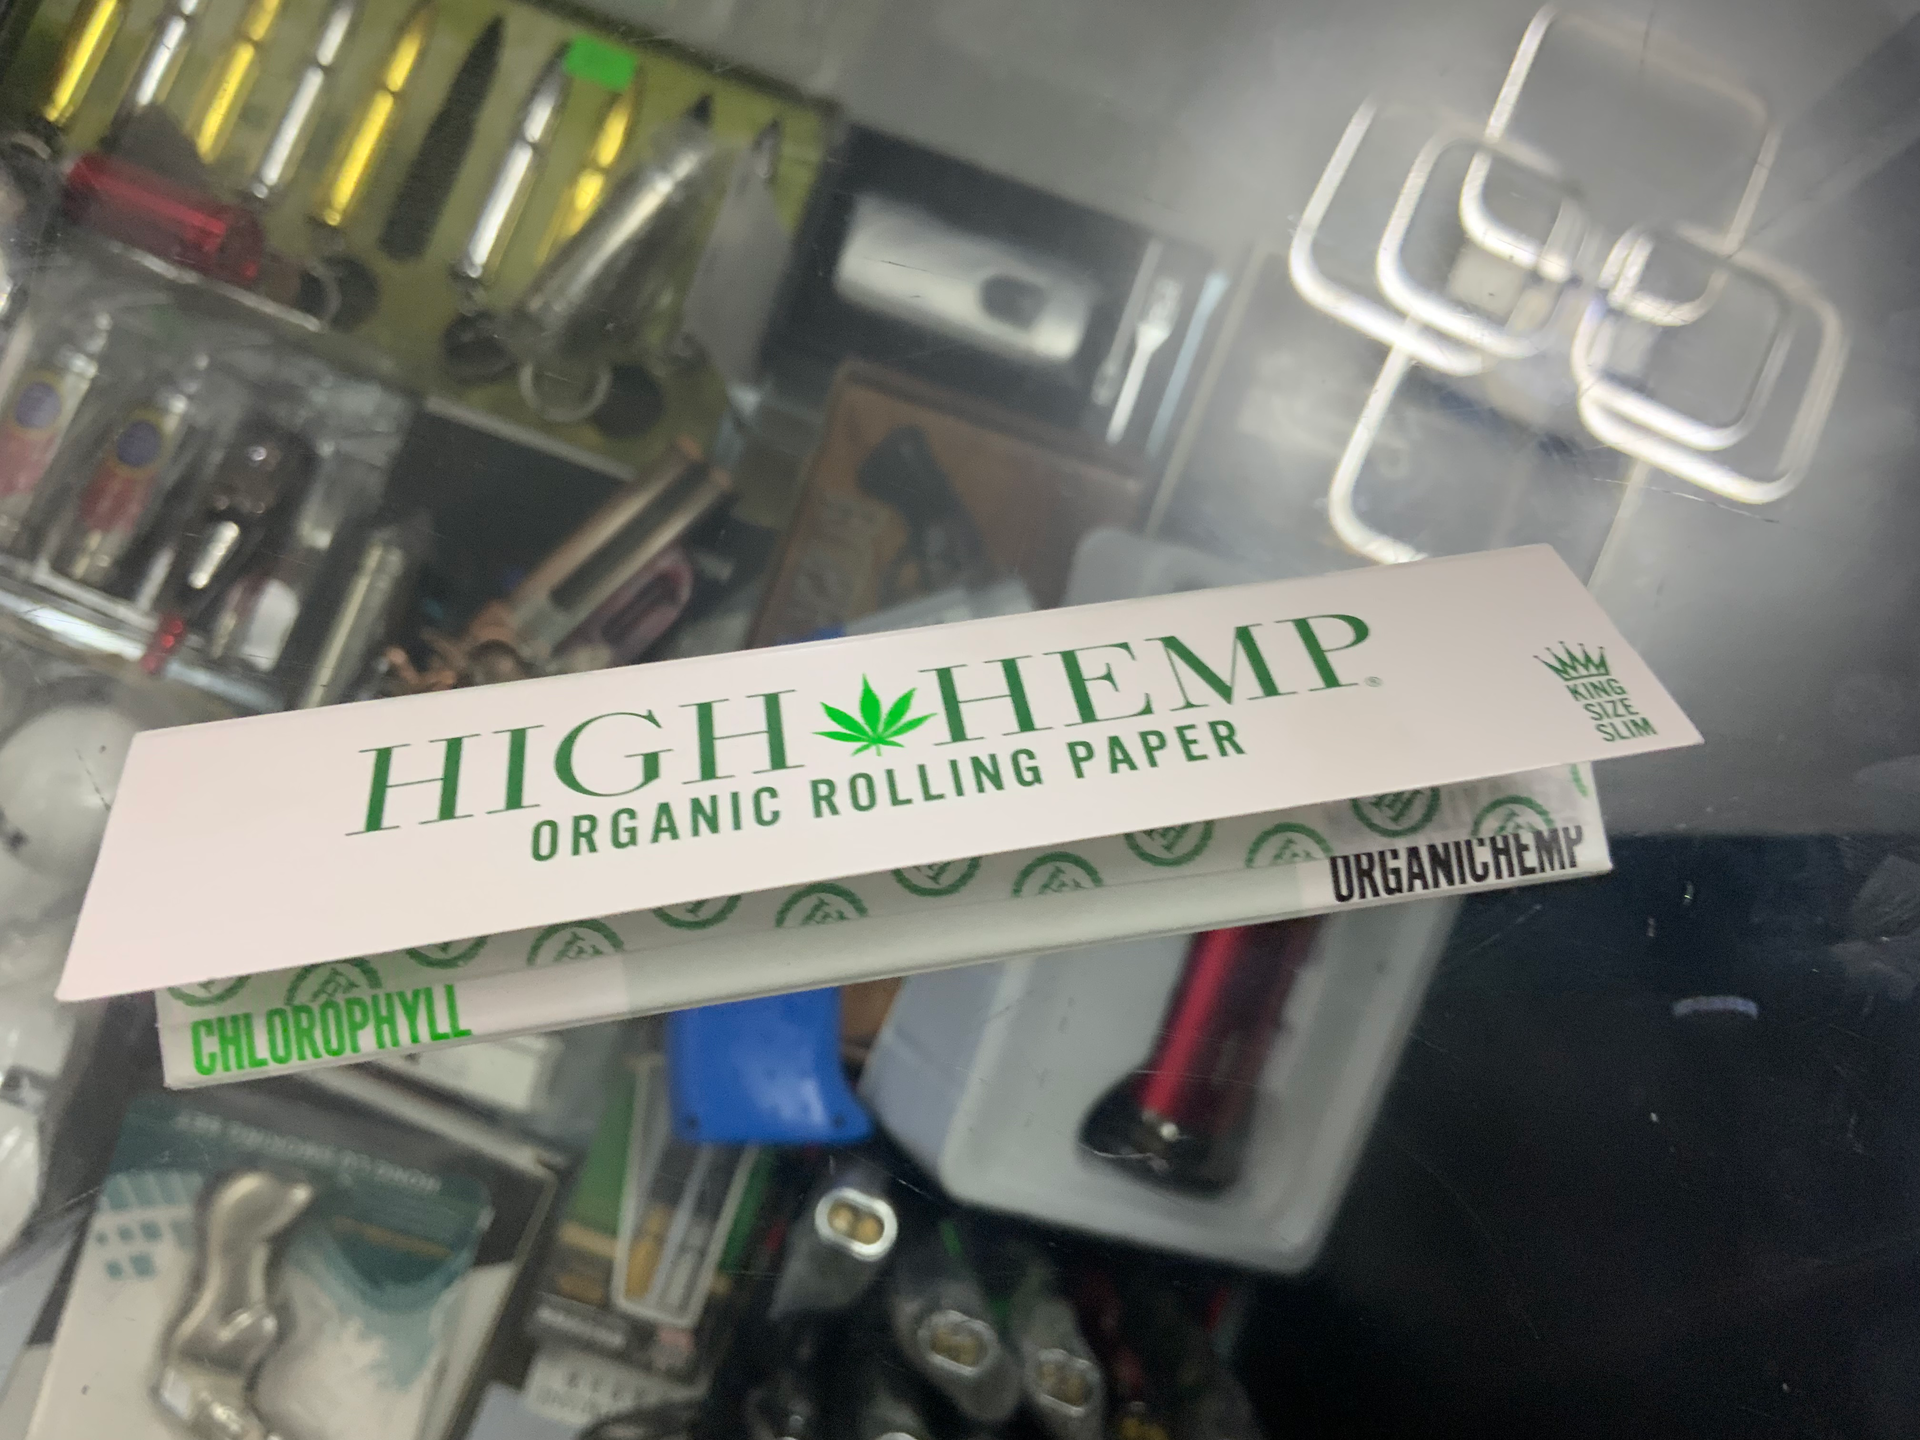 HIGH HEMP®
ORGANIC ROLLING PAPER
KING
SIZE
SLIM
ORGANICHEMP
CHLOROPHYLL